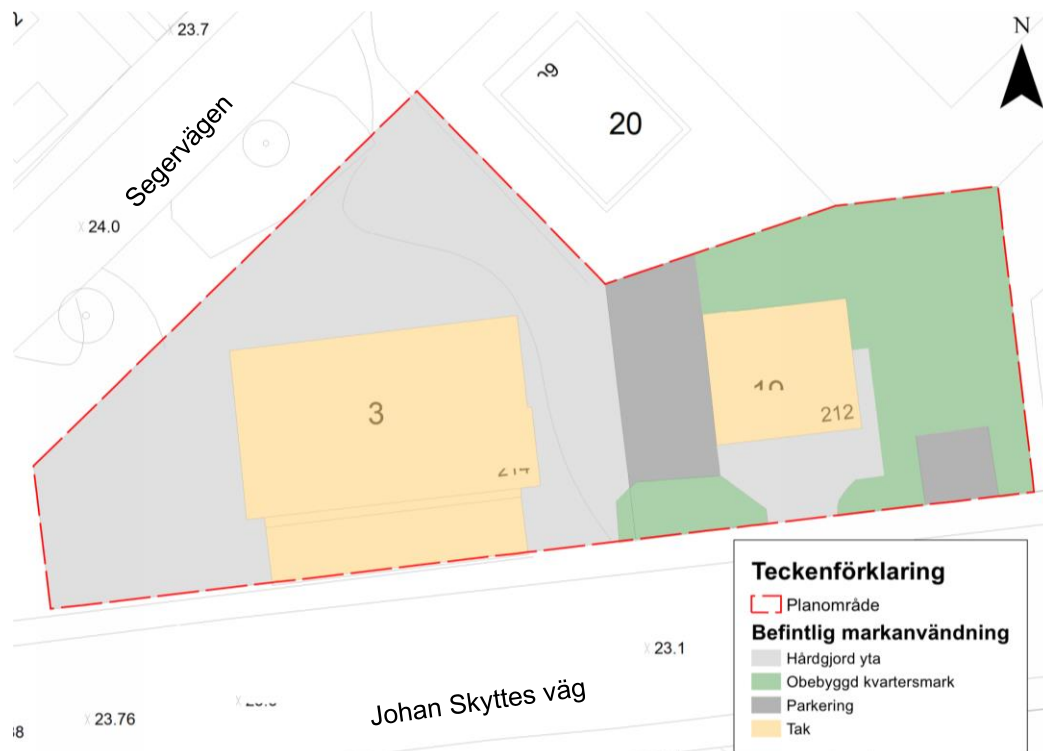 23.7
N
20
Segervägen
24.0
3
212
Teckenförklaring
Planområde
Befintlig markanvändning
Hårdgjord yta
Obebyggd kvartersmark
Parkering
Tak
23.1
Johan Skyttes väg
23.76